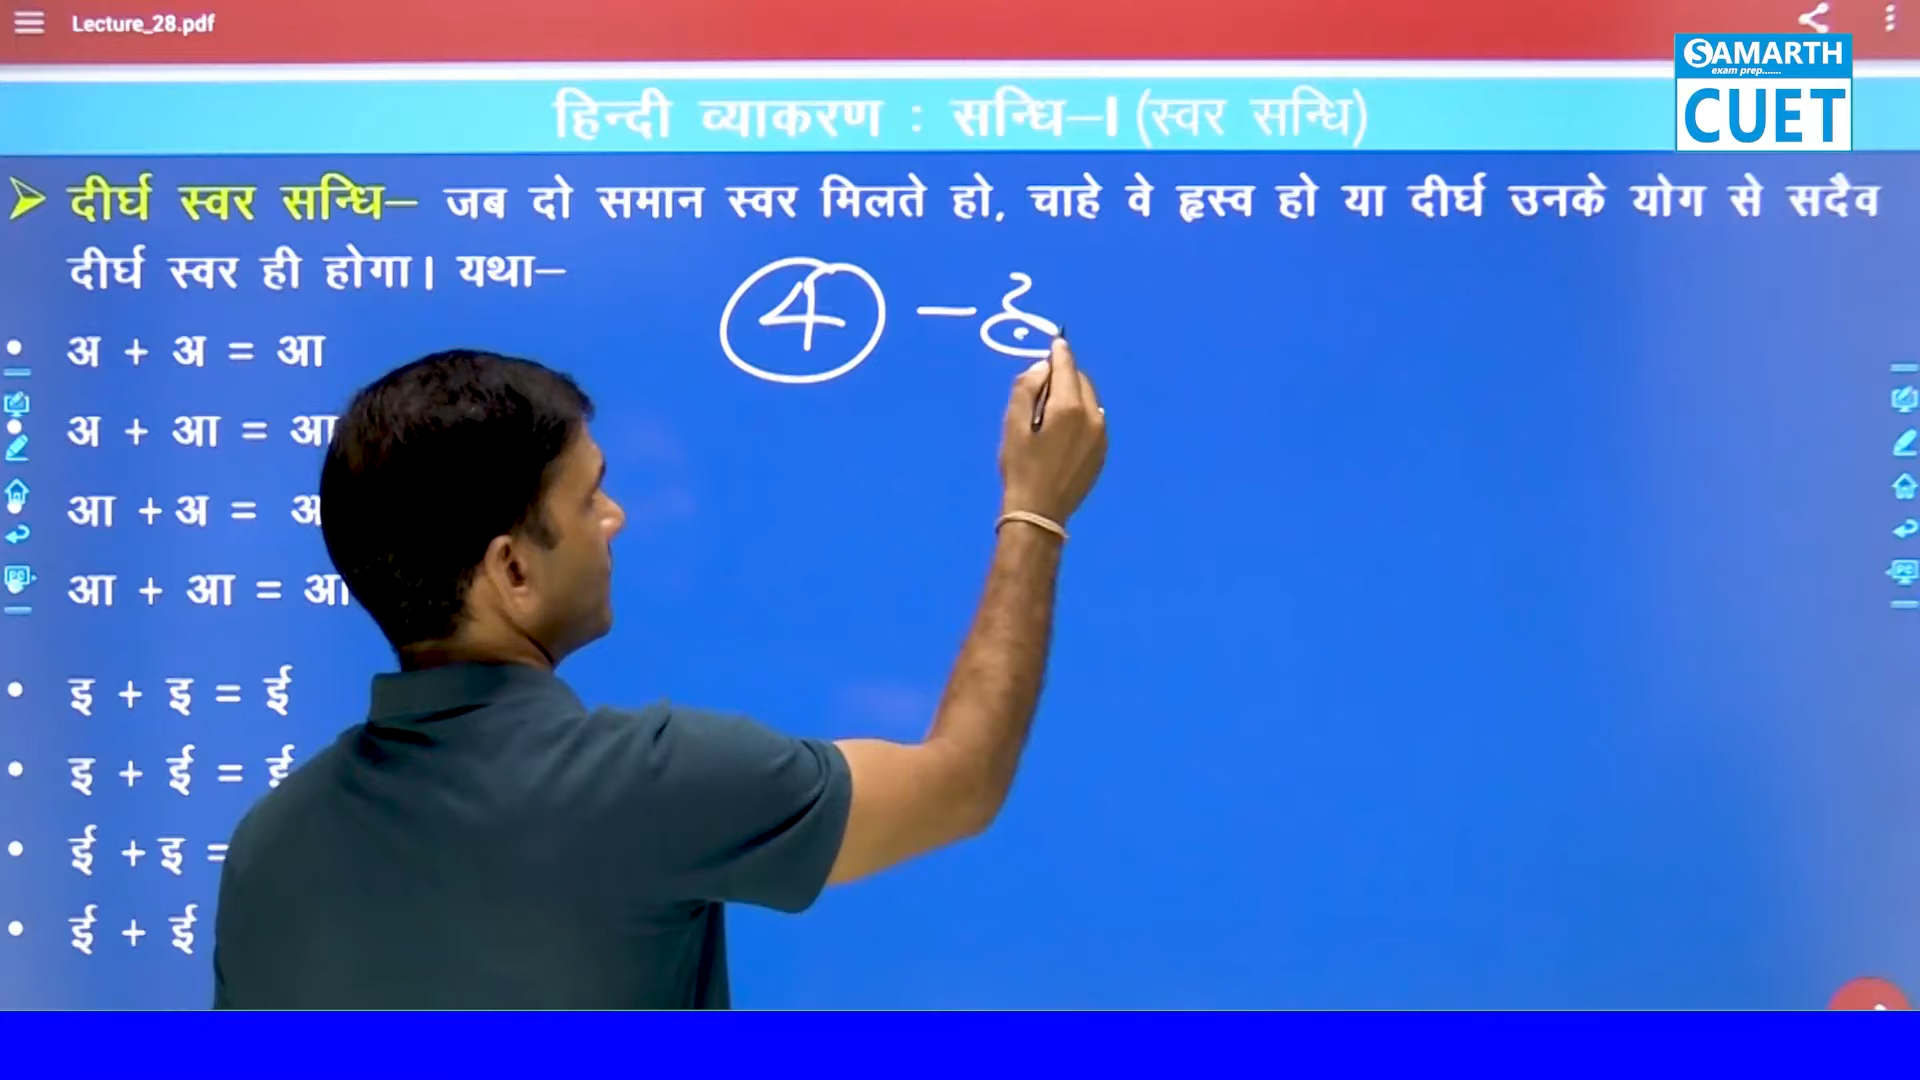 Lecture_28.pdf
SAMARTH
exam prep.......
CUET
हिन्दी व्याकरण : सन्धि–I (स्वर सन्धि)
➢ दीर्घ स्वर सन्धि– जब दो समान स्वर मिलते हो, चाहे वे हृस्व हो या दीर्घ उनके योग से सदैव
दीर्घ स्वर ही होगा। यथा–
4 –
• अ + अ = आ
• अ + आ = आ
• आ + अ =
• आ + आ = आ
• इ + इ = ई
• इ + ई = ई
• ई + इ =
• ई + ई